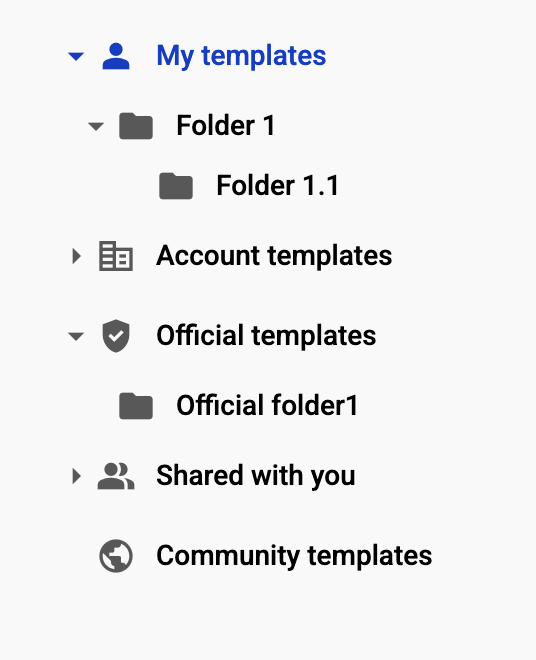 My templates
Folder 1
Folder 1.1
Account templates
Official templates
Official folder1
Shared with you
Community templates